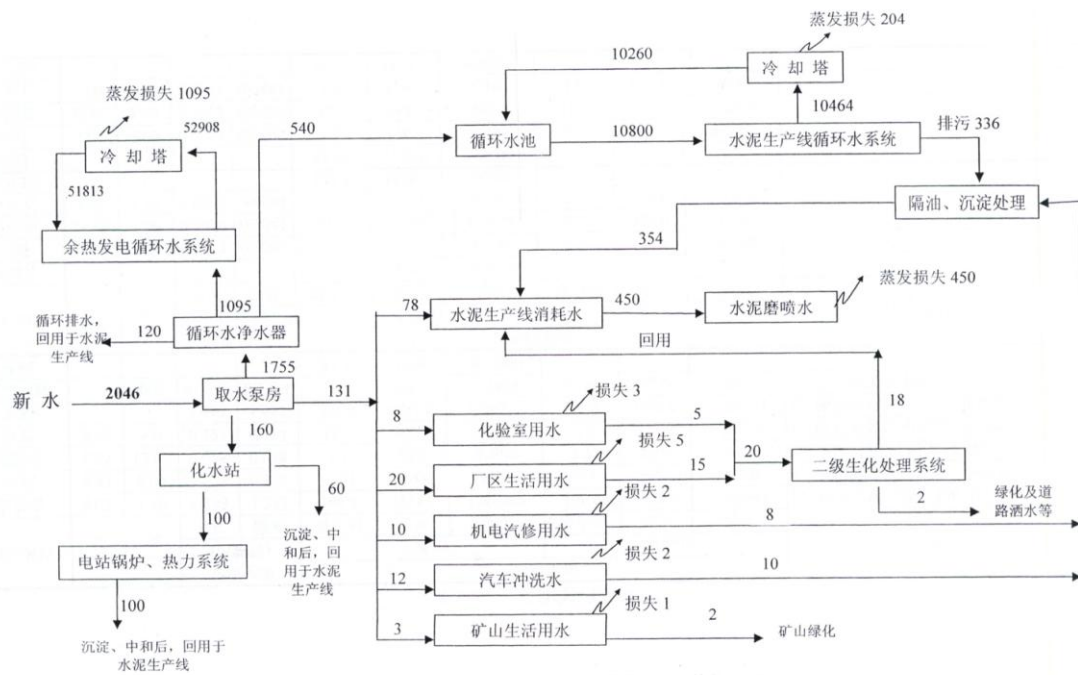 蒸发损失 204
10260
冷 却 塔
蒸发损失 1095
10464
52908
540
循环水池
10800
水泥生产线循环水系统
排污 336
冷 却 塔
51813
隔油、沉淀处理
余热发电循环水系统
354
蒸发损失 450
1095
78
水泥生产线消耗水
450
水泥磨喷水
循环排水，
回用于水泥
生产线
120
循环水净水器
回用
1755
新 水
2046
取水泵房
131
损失 3
18
160
8
化验室用水
5
损失 5
化水站
20
厂区生活用水
15
20
二级生化处理系统
60
损失 2
2
绿化及道
路洒水等
100
10
机电汽修用水
8
沉淀、中
和后，回
用于水泥
生产线
损失 2
电站锅炉、热力系统
12
汽车冲洗水
10
100
损失 1
3
矿山生活用水
2
矿山绿化
沉淀、中和后，回用于
水泥生产线